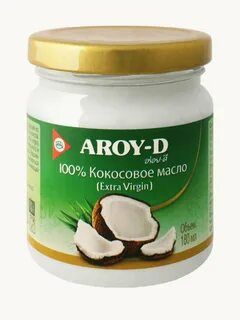 AROY-D
อร่อย-ดี
100% Кокосовое масло
(Extra Virgin)
Объем:
180 мл